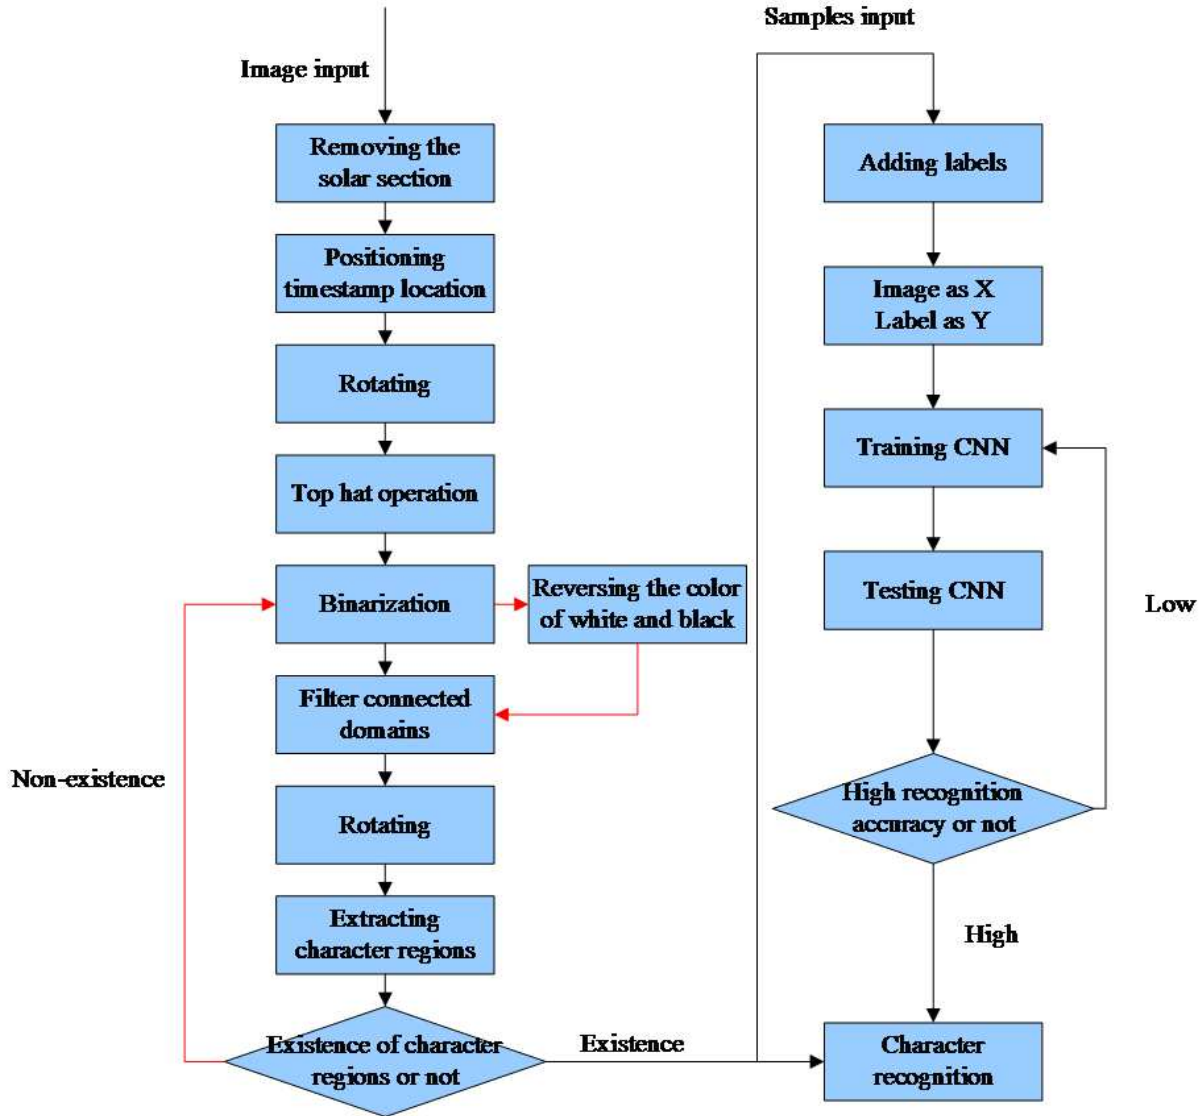 Image input
Removing the
solar section
Positioning
timestamp location
Rotating
Top hat operation
Binarization
Reversing the color
of white and black
Filter connected
domains
Rotating
Extracting
character regions
Existence of character
regions or not
Non-existence
Existence
Samples input
Adding labels
Image as X
Label as Y
Training CNN
Testing CNN
Low
High recognition
accuracy or not
High
Character
recognition